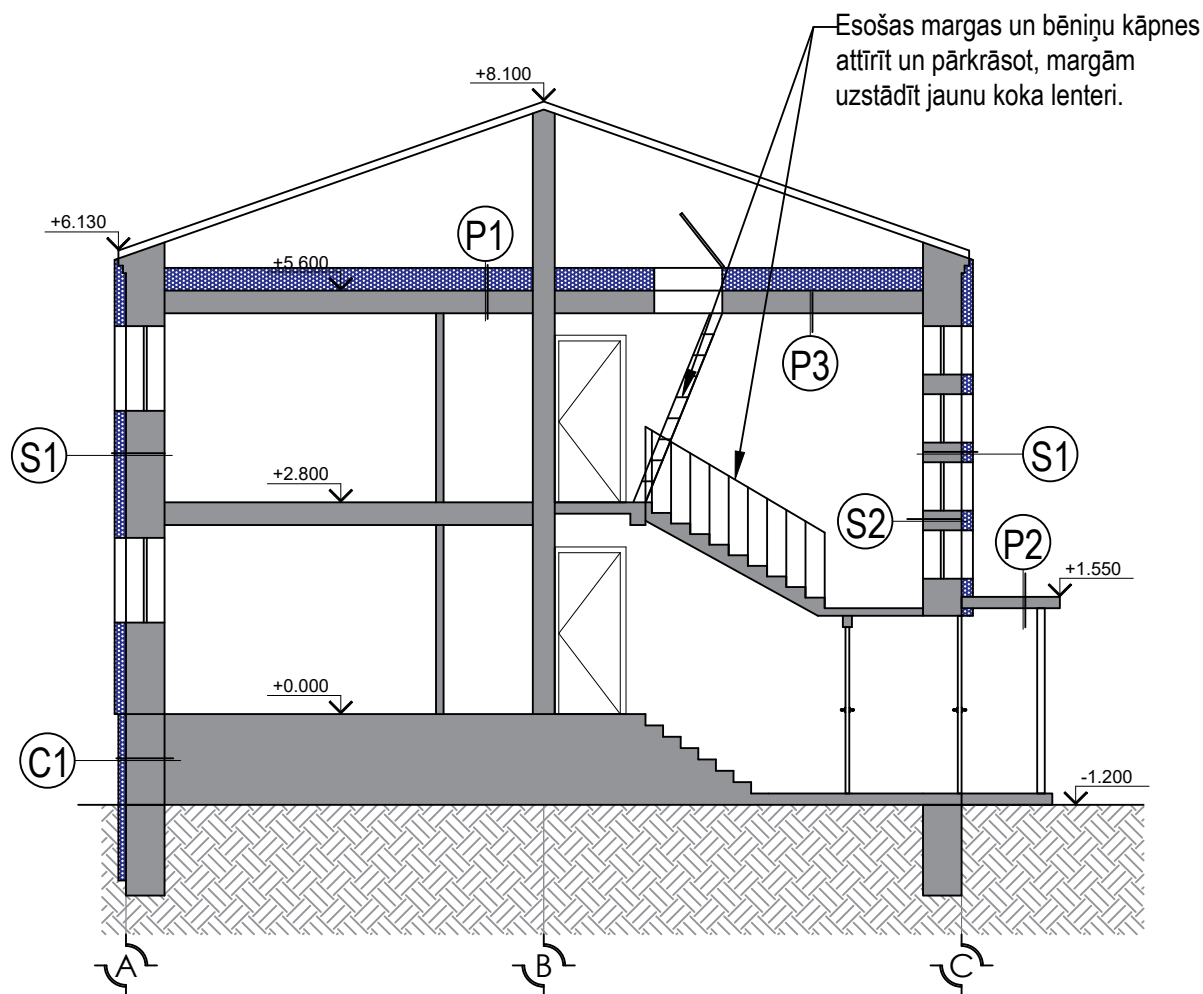 Esošas margas un bēniņu kāpnes
attīrīt un pārkrāsot, margām
uzstādīt jaunu koka lenteri.
+8.100
+6.130
P1
+5.600
P3
S1
S1
+2.800
S2
P2
+1.550
+0.000
C1
-1.200
A
B
C